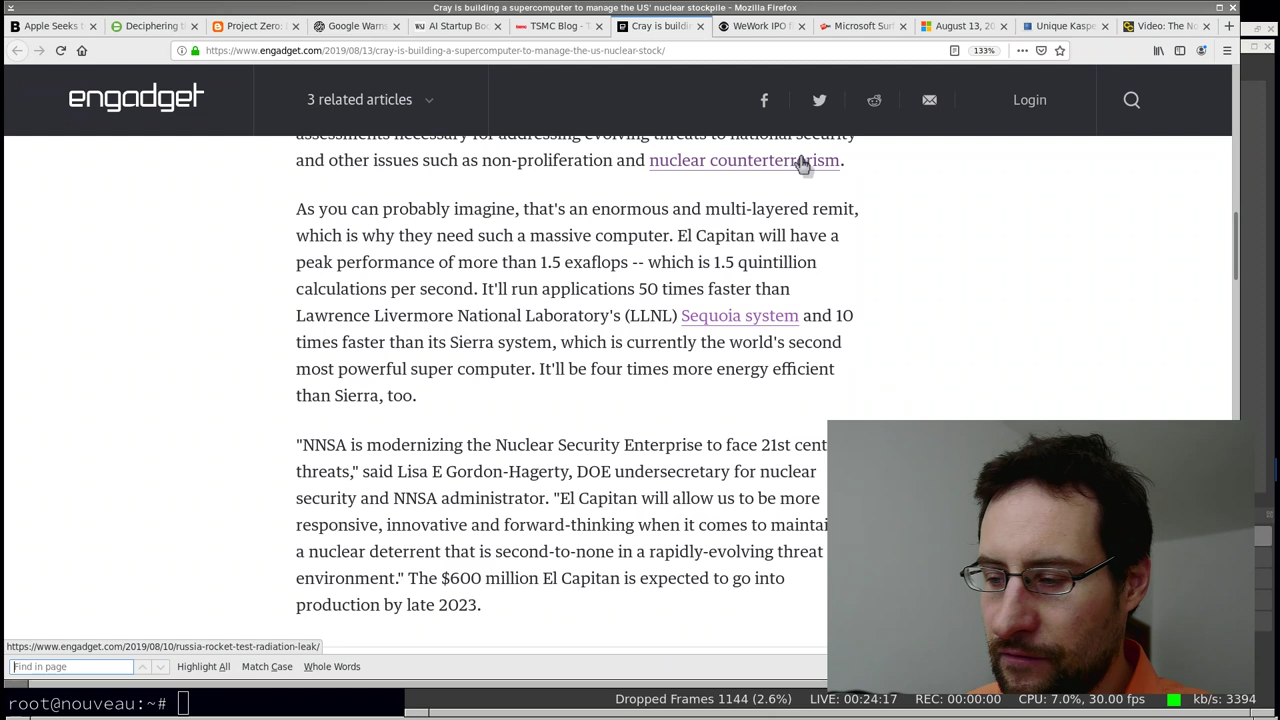 Cray is building a supercomputer to manage the US' nuclear stockpile - Mozilla Firefox
Apple Seeks t
Deciphering t
Project Zero:
Google Warns
AI Startup Boo
TSMC Blog - T
Cray is buildi
WeWork IPO f
Microsoft Surf
August 13, 20
Unique Kaspe
Video: The No
https://www.engadget.com/2019/08/13/cray-is-building-a-supercomputer-to-manage-the-us-nuclear-stock/
133%
engadget
3 related articles
Login
assessments necessary for addressing evolving threats to national security
and other issues such as non-proliferation and nuclear counterterrorism.
As you can probably imagine, that's an enormous and multi-layered remit,
which is why they need such a massive computer. El Capitan will have a
peak performance of more than 1.5 exaflops -- which is 1.5 quintillion
calculations per second. It'll run applications 50 times faster than
Lawrence Livermore National Laboratory's (LLNL) Sequoia system and 10
times faster than its Sierra system, which is currently the world's second
most powerful super computer. It'll be four times more energy efficient
than Sierra, too.
"NNSA is modernizing the Nuclear Security Enterprise to face 21st cent
threats," said Lisa E Gordon-Hagerty, DOE undersecretary for nuclear
security and NNSA administrator. "El Capitan will allow us to be more
responsive, innovative and forward-thinking when it comes to maintai
a nuclear deterrent that is second-to-none in a rapidly-evolving threat
environment." The $600 million El Capitan is expected to go into
production by late 2023.
https://www.engadget.com/2019/08/10/russia-rocket-test-radiation-leak/
Find in page
Highlight All
Match Case
Whole Words
root@nouveau:~#
Dropped Frames 1144 (2.6%)
LIVE: 00:24:17
REC: 00:00:00
CPU: 7.0%, 30.00 fps
kb/s: 3394